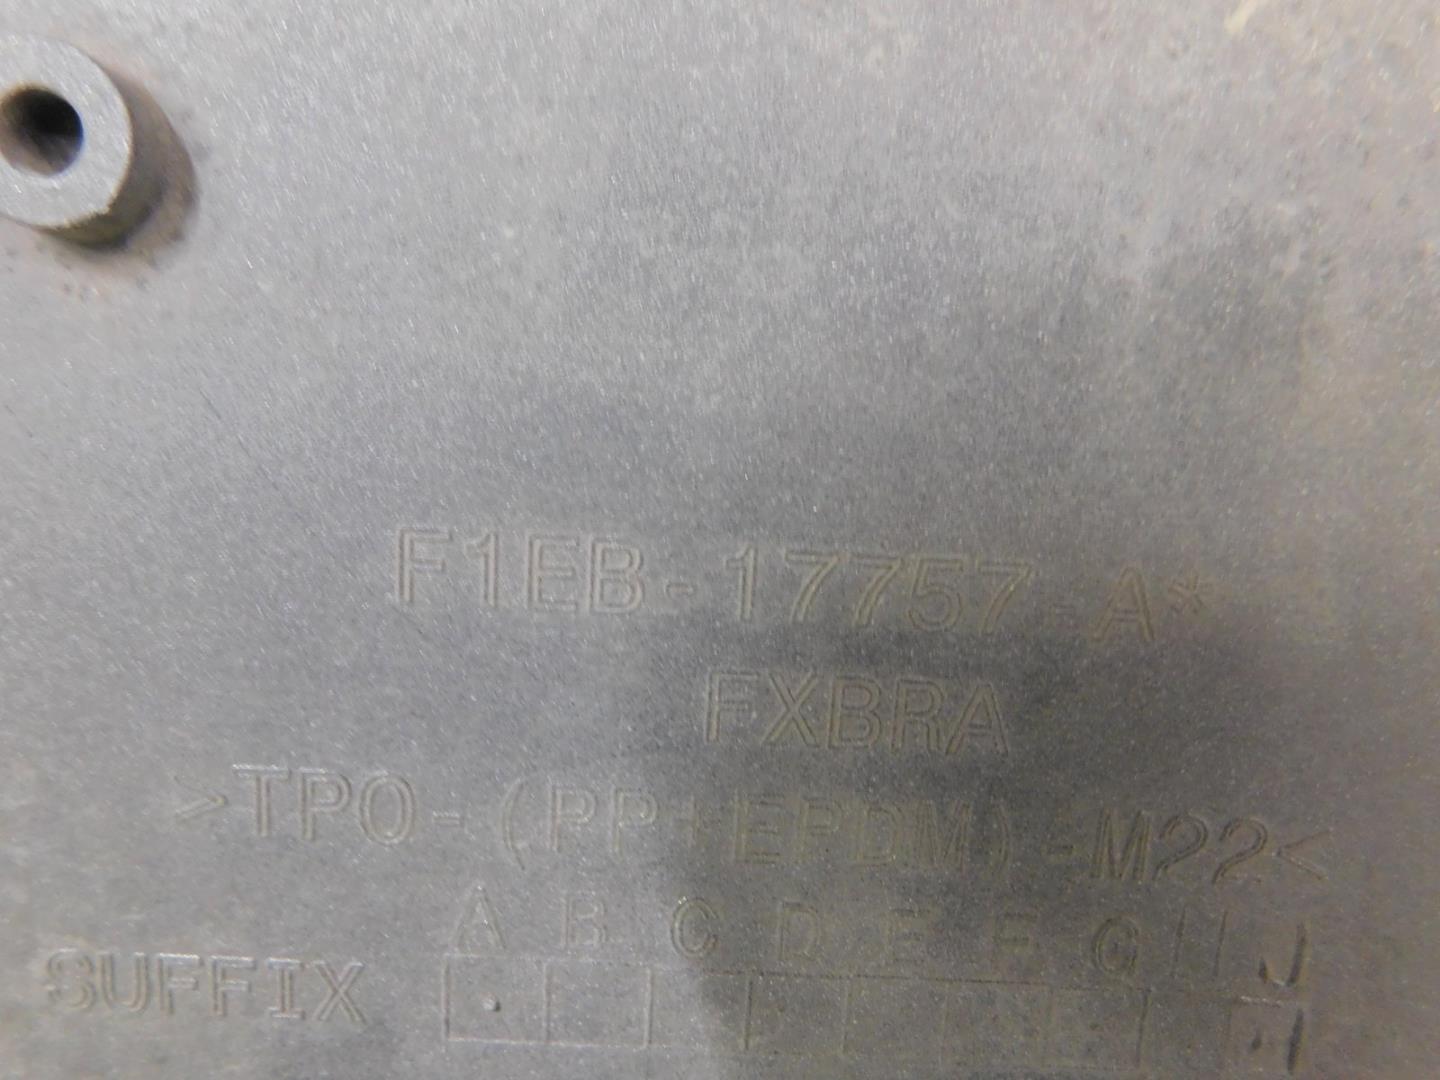 F1EB-17757-A*
FXBRA
>TPO-(PP+EPDM)-M22<
A B C D E F G H J
SUFFIX